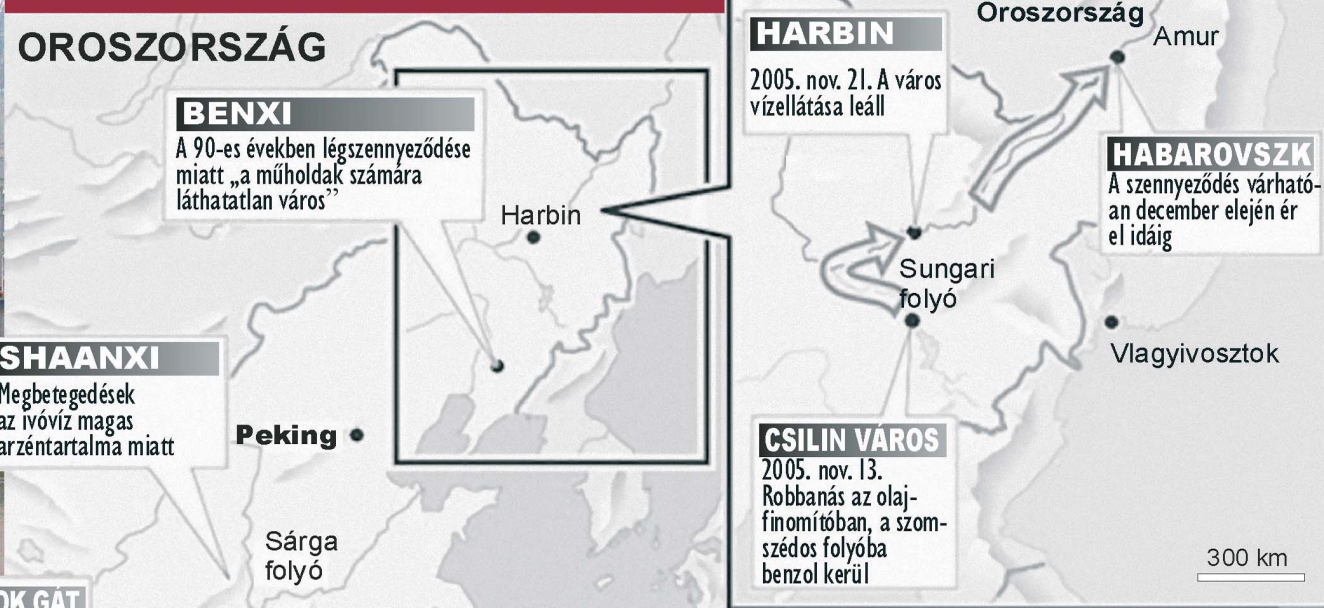 OROSZORSZÁG
BENXI
A 90-es években légszennyeződése
miatt „a műholdak számára
láthatatlan város”
Harbin
SHAANXI
Megbetegedések
az ivóvíz magas
arzéntartalma miatt
Peking
Sárga
folyó
OK GÁT
HARBIN
2005. nov. 21. A város
vízellátása leáll
Oroszország
Amur
HABAROVSZK
A szennyeződés várható-
an december elején ér
el idáig
Sungari
folyó
Vlagyivosztok
CSILIN VÁROS
2005. nov. 13.
Robbanás az olaj-
finomítóban, a szom-
szédos folyóba
benzol kerül
300 km